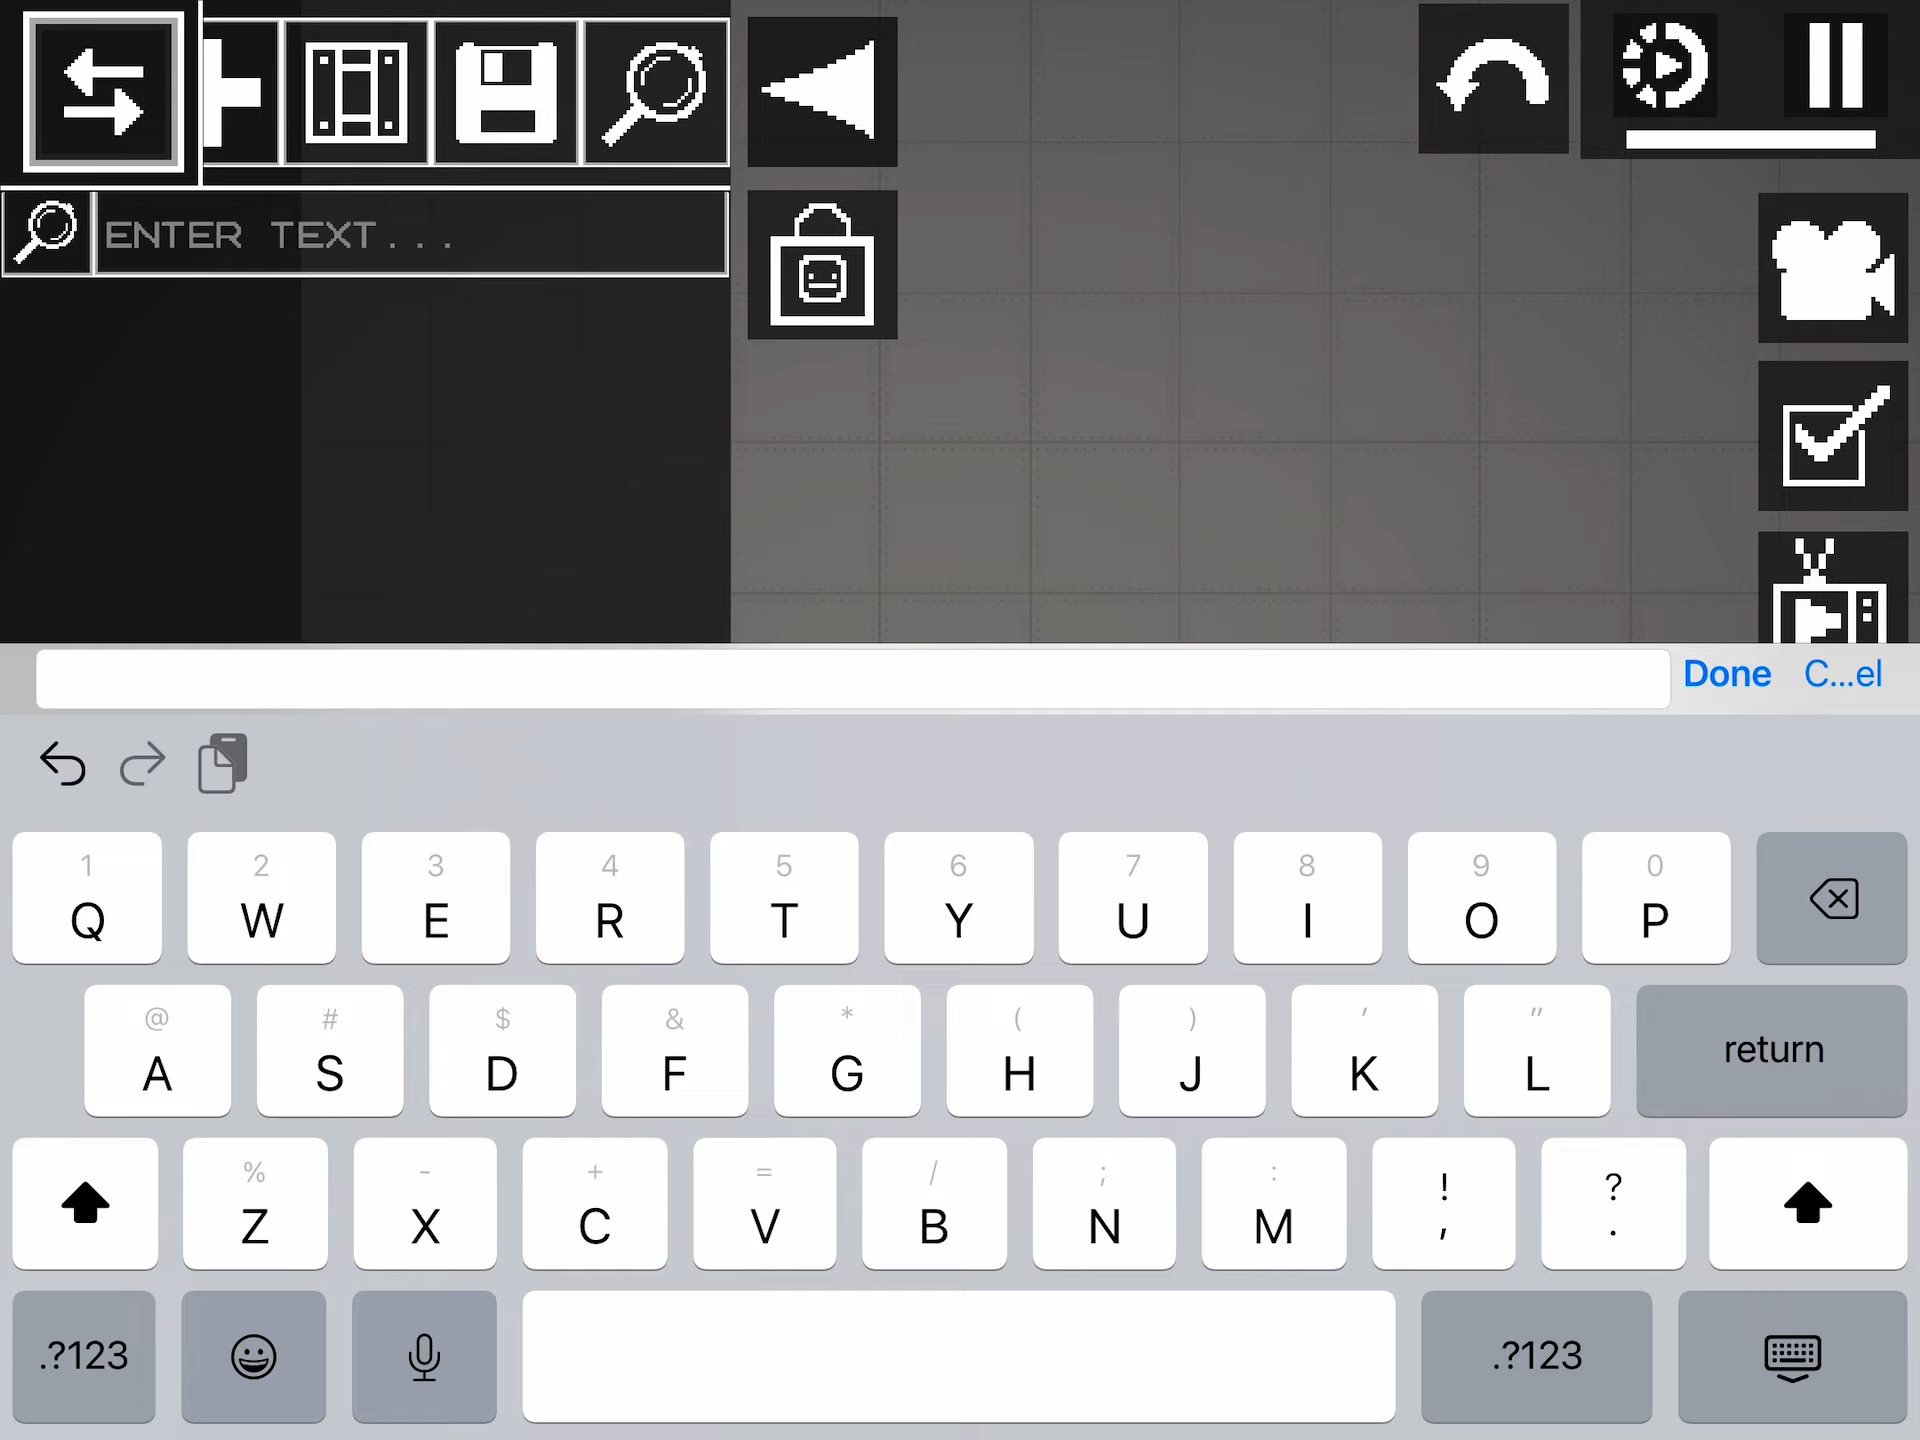 ENTER TEXT...
Done C...el
1 2 3 4 5 6 7 8 9 0
Q W E R T Y U I O P
@ # $ & * ( ) ' "
A S D F G H J K L return
% - + = / ; : ! ?
Z X C V B N M , .
.?123 .?123